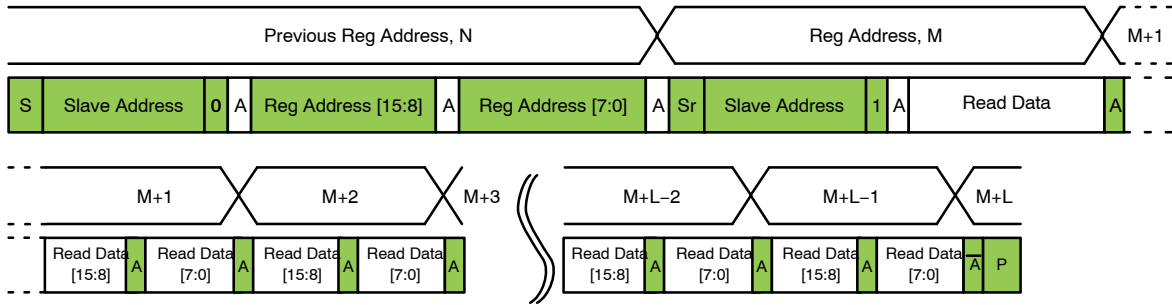 Previous Reg Address, N Reg Address, M M+1
S Slave Address 0 A Reg Address [15:8] A Reg Address [7:0] A Sr Slave Address 1 A Read Data A
M+1 M+2 M+3 M+L−2 M+L−1 M+L
Read Data Read Data Read Data Read Data Read Data Read Data Read Data Read Data
[15:8] A [7:0] A [15:8] A [7:0] A [15:8] A [7:0] A [15:8] A [7:0] A̅ P